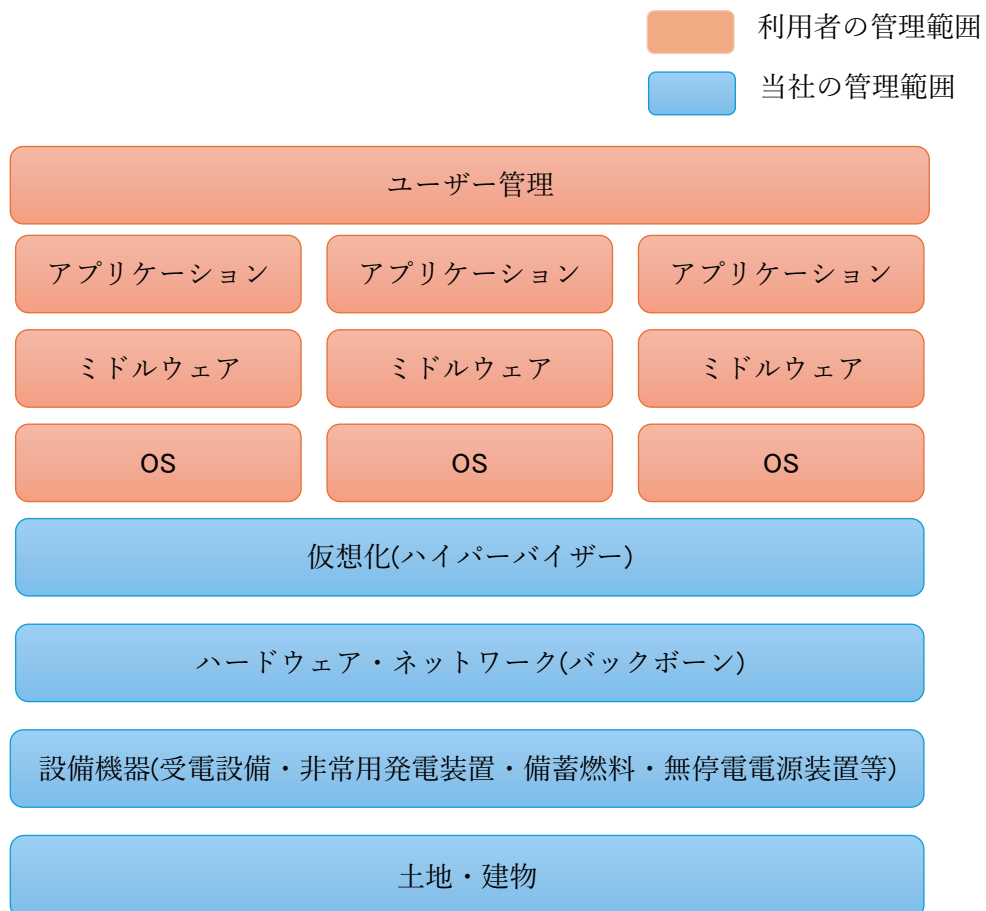 利用者の管理範囲
当社の管理範囲
ユーザー管理
アプリケーション アプリケーション アプリケーション
ミドルウェア ミドルウェア ミドルウェア
OS OS OS
仮想化(ハイパーバイザー)
ハードウェア・ネットワーク(バックボーン)
設備機器(受電設備・非常用発電装置・備蓄燃料・無停電電源装置等)
土地・建物